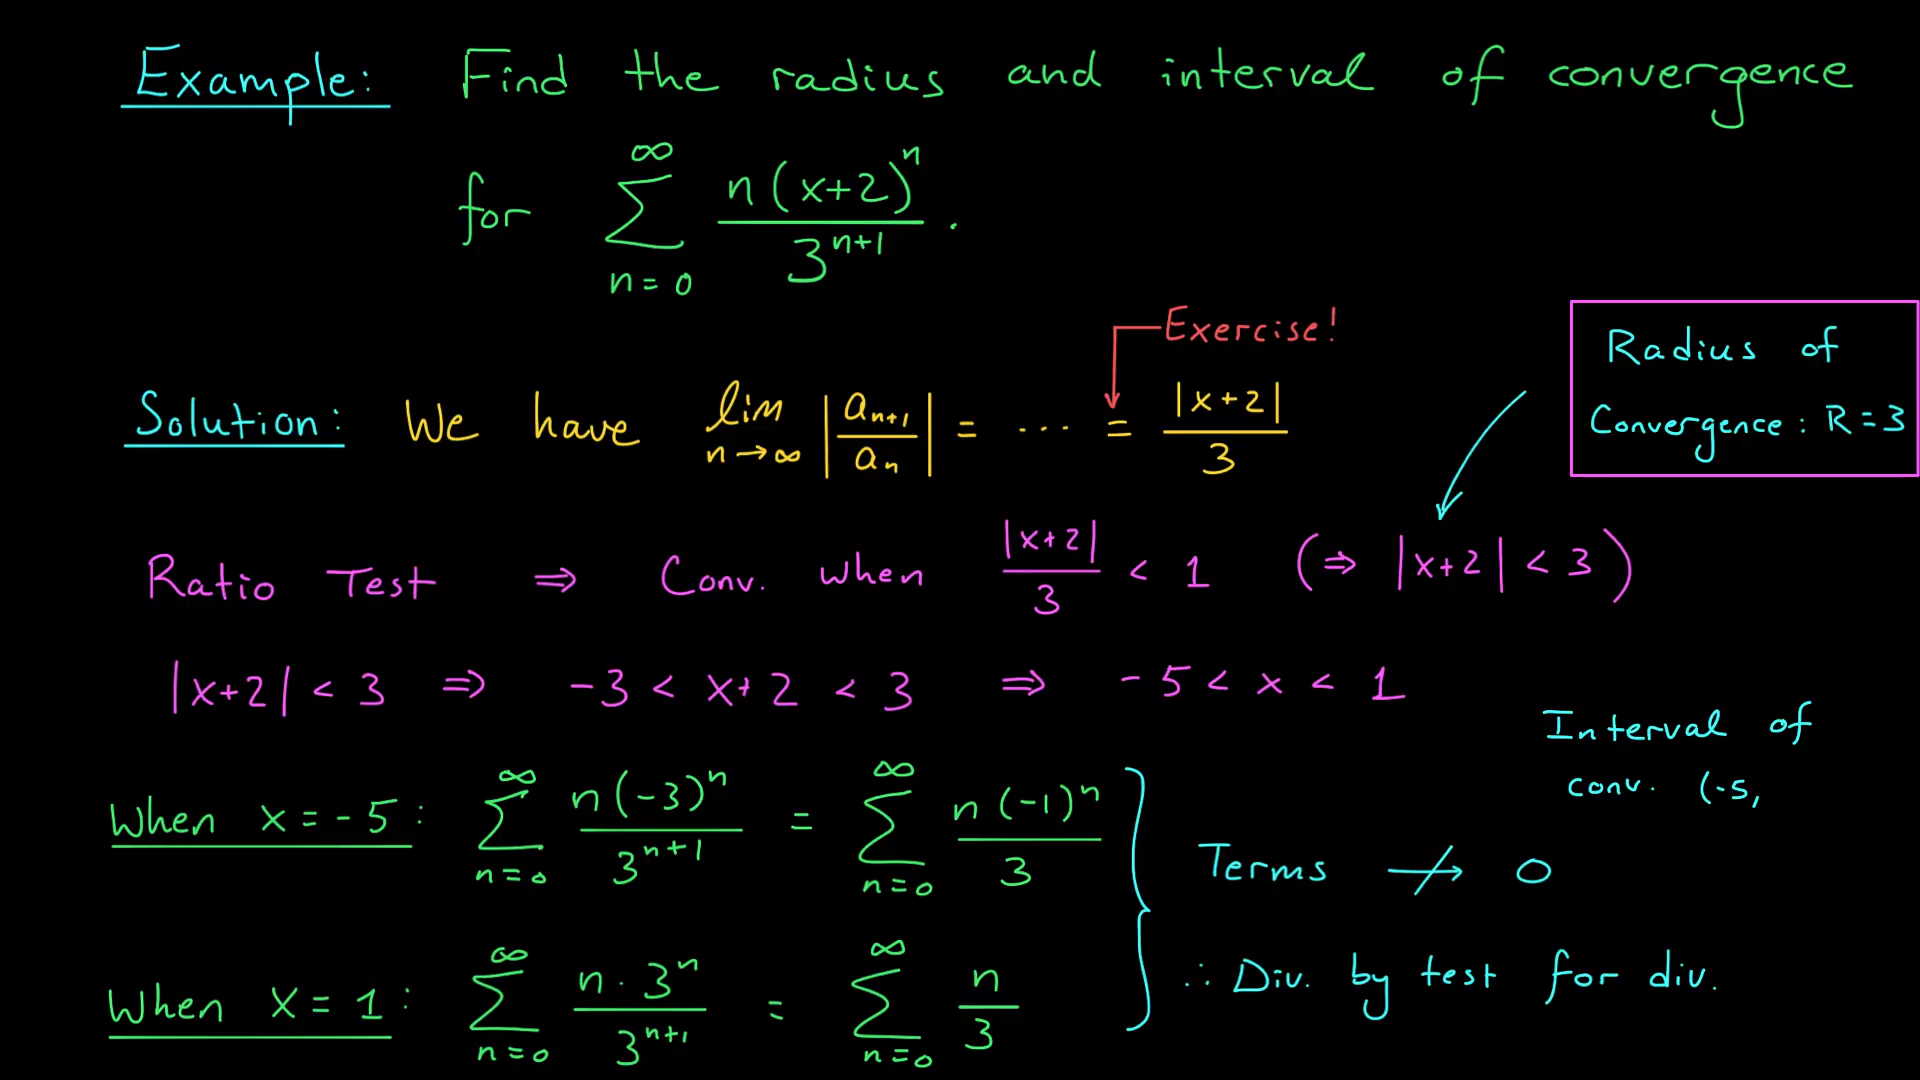 Example: Find the radius and interval of convergence
for ∑_{n=0}^{∞} n(x+2)^n / 3^{n+1} .
Exercise!
Radius of
Convergence: R = 3
Solution: We have lim_{n→∞} |a_{n+1} / a_n| = ... = |x+2| / 3
Ratio Test ⇒ Conv. when |x+2| / 3 < 1 (⇒ |x+2| < 3)
|x+2| < 3 ⇒ -3 < x+2 < 3 ⇒ -5 < x < 1
Interval of
conv. (-5,
When x = -5: ∑_{n=0}^{∞} n(-3)^n / 3^{n+1} = ∑_{n=0}^{∞} n(-1)^n / 3
Terms ↛ 0
∴ Div. by test for div.
When x = 1: ∑_{n=0}^{∞} n · 3^n / 3^{n+1} = ∑_{n=0}^{∞} n / 3